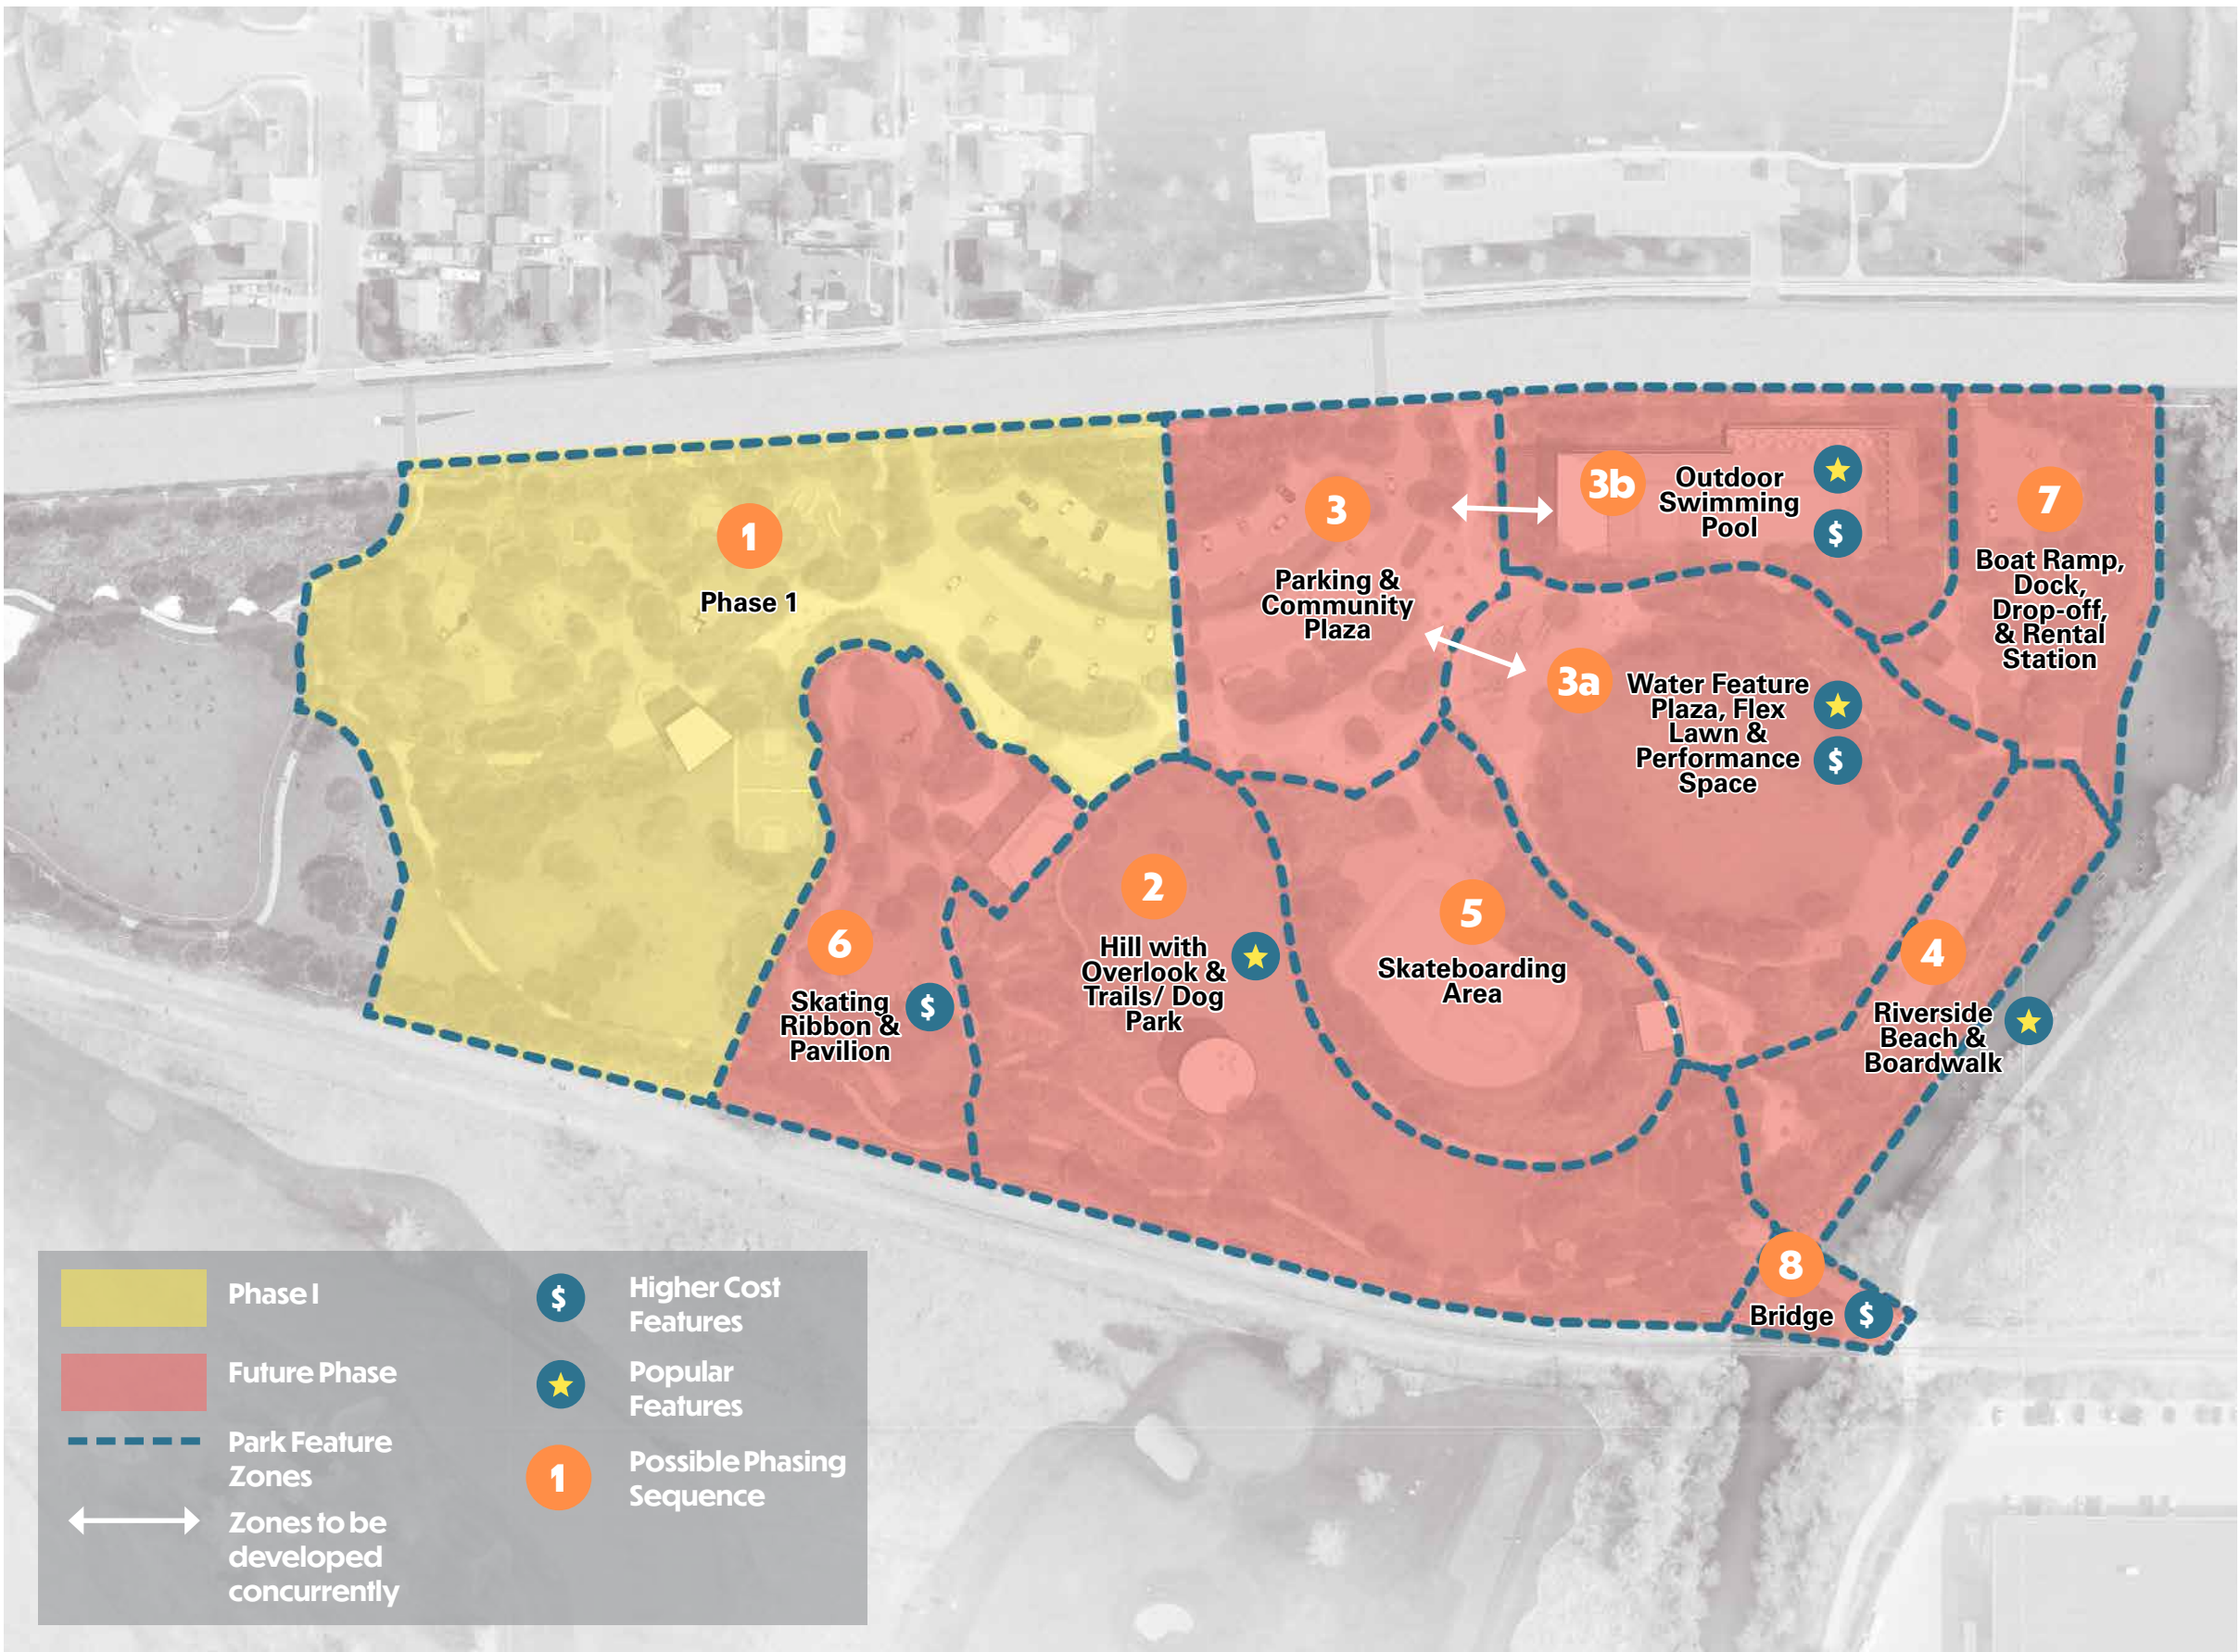 3b
Outdoor
Swimming
Pool
$
7
Boat Ramp,
Dock,
Drop-off,
& Rental
Station
3
Parking &
Community
Plaza
1
Phase 1
3a
Water Feature
Plaza, Flex
Lawn &
Performance
Space
$
2
Hill with
Overlook &
Trails/ Dog
Park
5
Skateboarding
Area
6
Skating
Ribbon &
Pavilion
$
4
Riverside
Beach &
Boardwalk
8
Bridge
$
Phase I
Future Phase
Park Feature
Zones
Zones to be
developed
concurrently
$
Higher Cost
Features
Popular
Features
1
Possible Phasing
Sequence